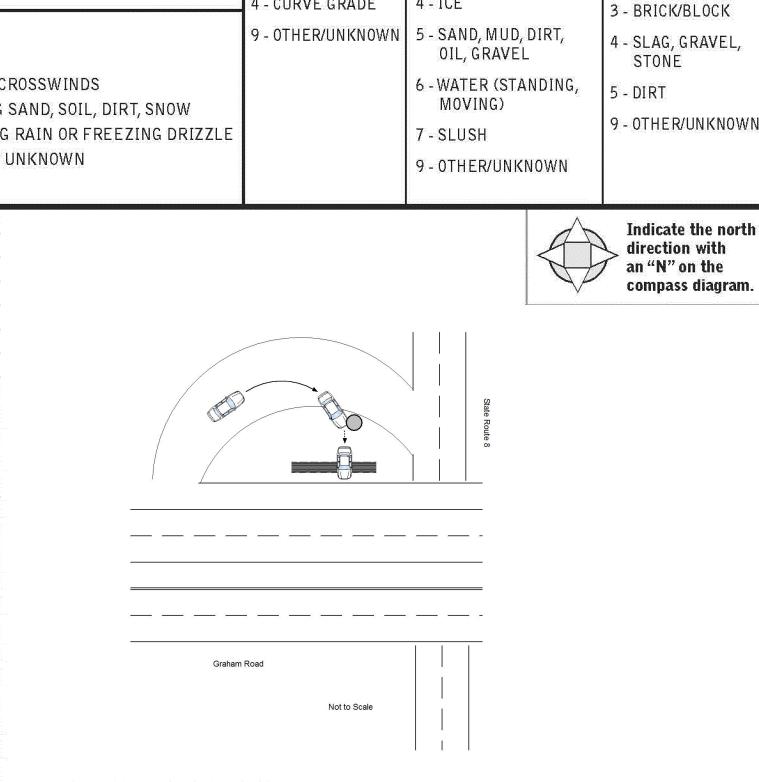 CROSSWINDS
SAND, SOIL, DIRT, SNOW
RAIN OR FREEZING DRIZZLE
UNKNOWN
4 - CURVE GRADE
9 - OTHER/UNKNOWN
4 - ICE
5 - SAND, MUD, DIRT,
OIL, GRAVEL
6 - WATER (STANDING,
MOVING)
7 - SLUSH
9 - OTHER/UNKNOWN
3 - BRICK/BLOCK
4 - SLAG, GRAVEL,
STONE
5 - DIRT
9 - OTHER/UNKNOWN
Indicate the north
direction with
an “N” on the
compass diagram.
State Route 8
Graham Road
Not to Scale